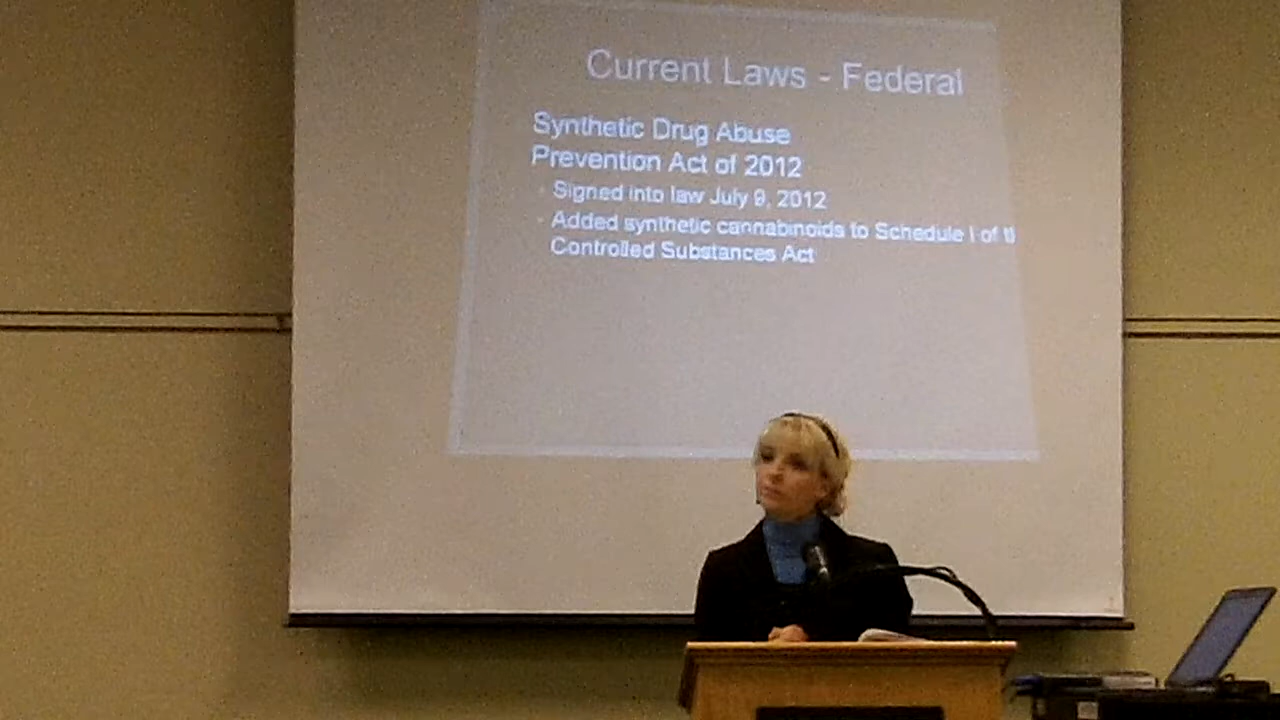 Current Laws - Federal
Synthetic Drug Abuse
Prevention Act of 2012
Signed into law July 9, 2012
Added synthetic cannabinoids to Schedule I of
Controlled Substances Act